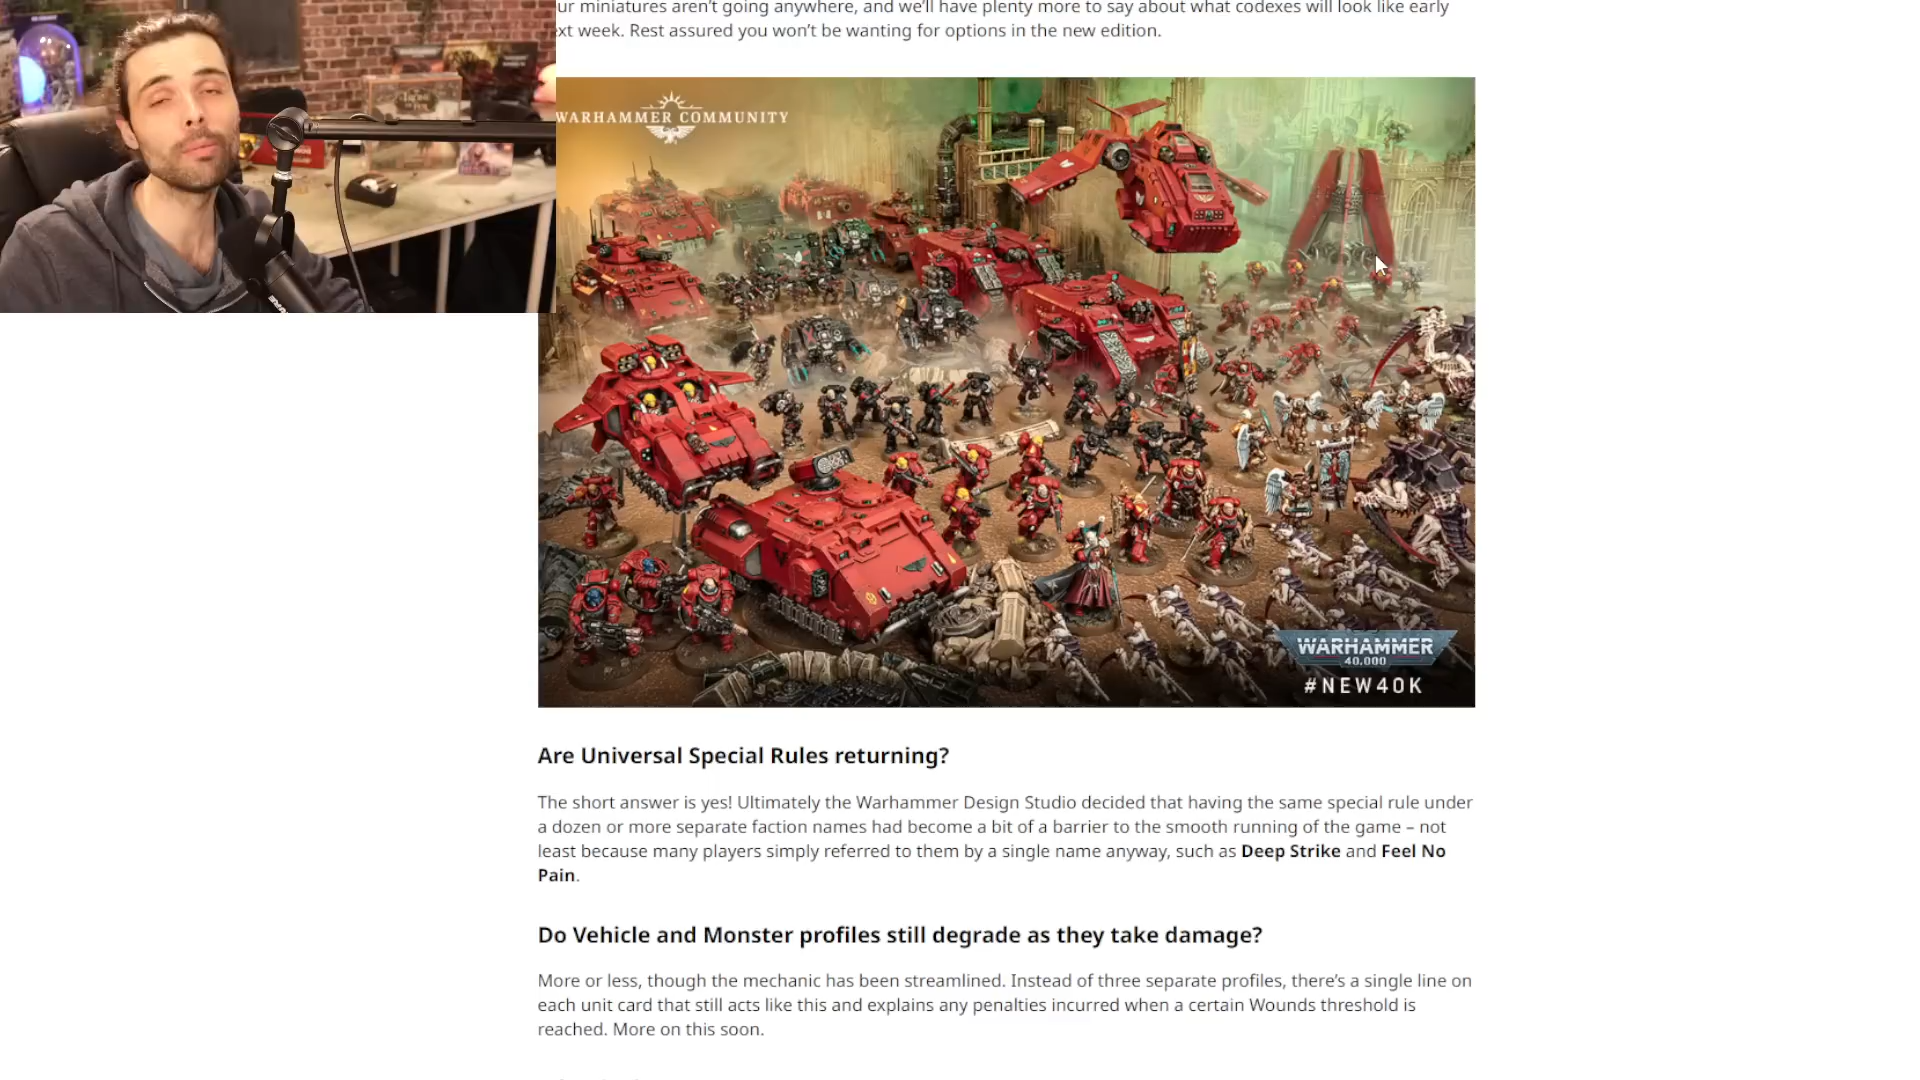 ur miniatures aren't going anywhere, and we'll have plenty more to say about what codexes will look like early
xt week. Rest assured you won't be wanting for options in the new edition.
WARHAMMER COMMUNITY
WARHAMMER
40,000
#NEW40K
Are Universal Special Rules returning?
The short answer is yes! Ultimately the Warhammer Design Studio decided that having the same special rule under
a dozen or more separate faction names had become a bit of a barrier to the smooth running of the game – not
least because many players simply referred to them by a single name anyway, such as Deep Strike and Feel No
Pain.
Do Vehicle and Monster profiles still degrade as they take damage?
More or less, though the mechanic has been streamlined. Instead of three separate profiles, there's a single line on
each unit card that still acts like this and explains any penalties incurred when a certain Wounds threshold is
reached. More on this soon.